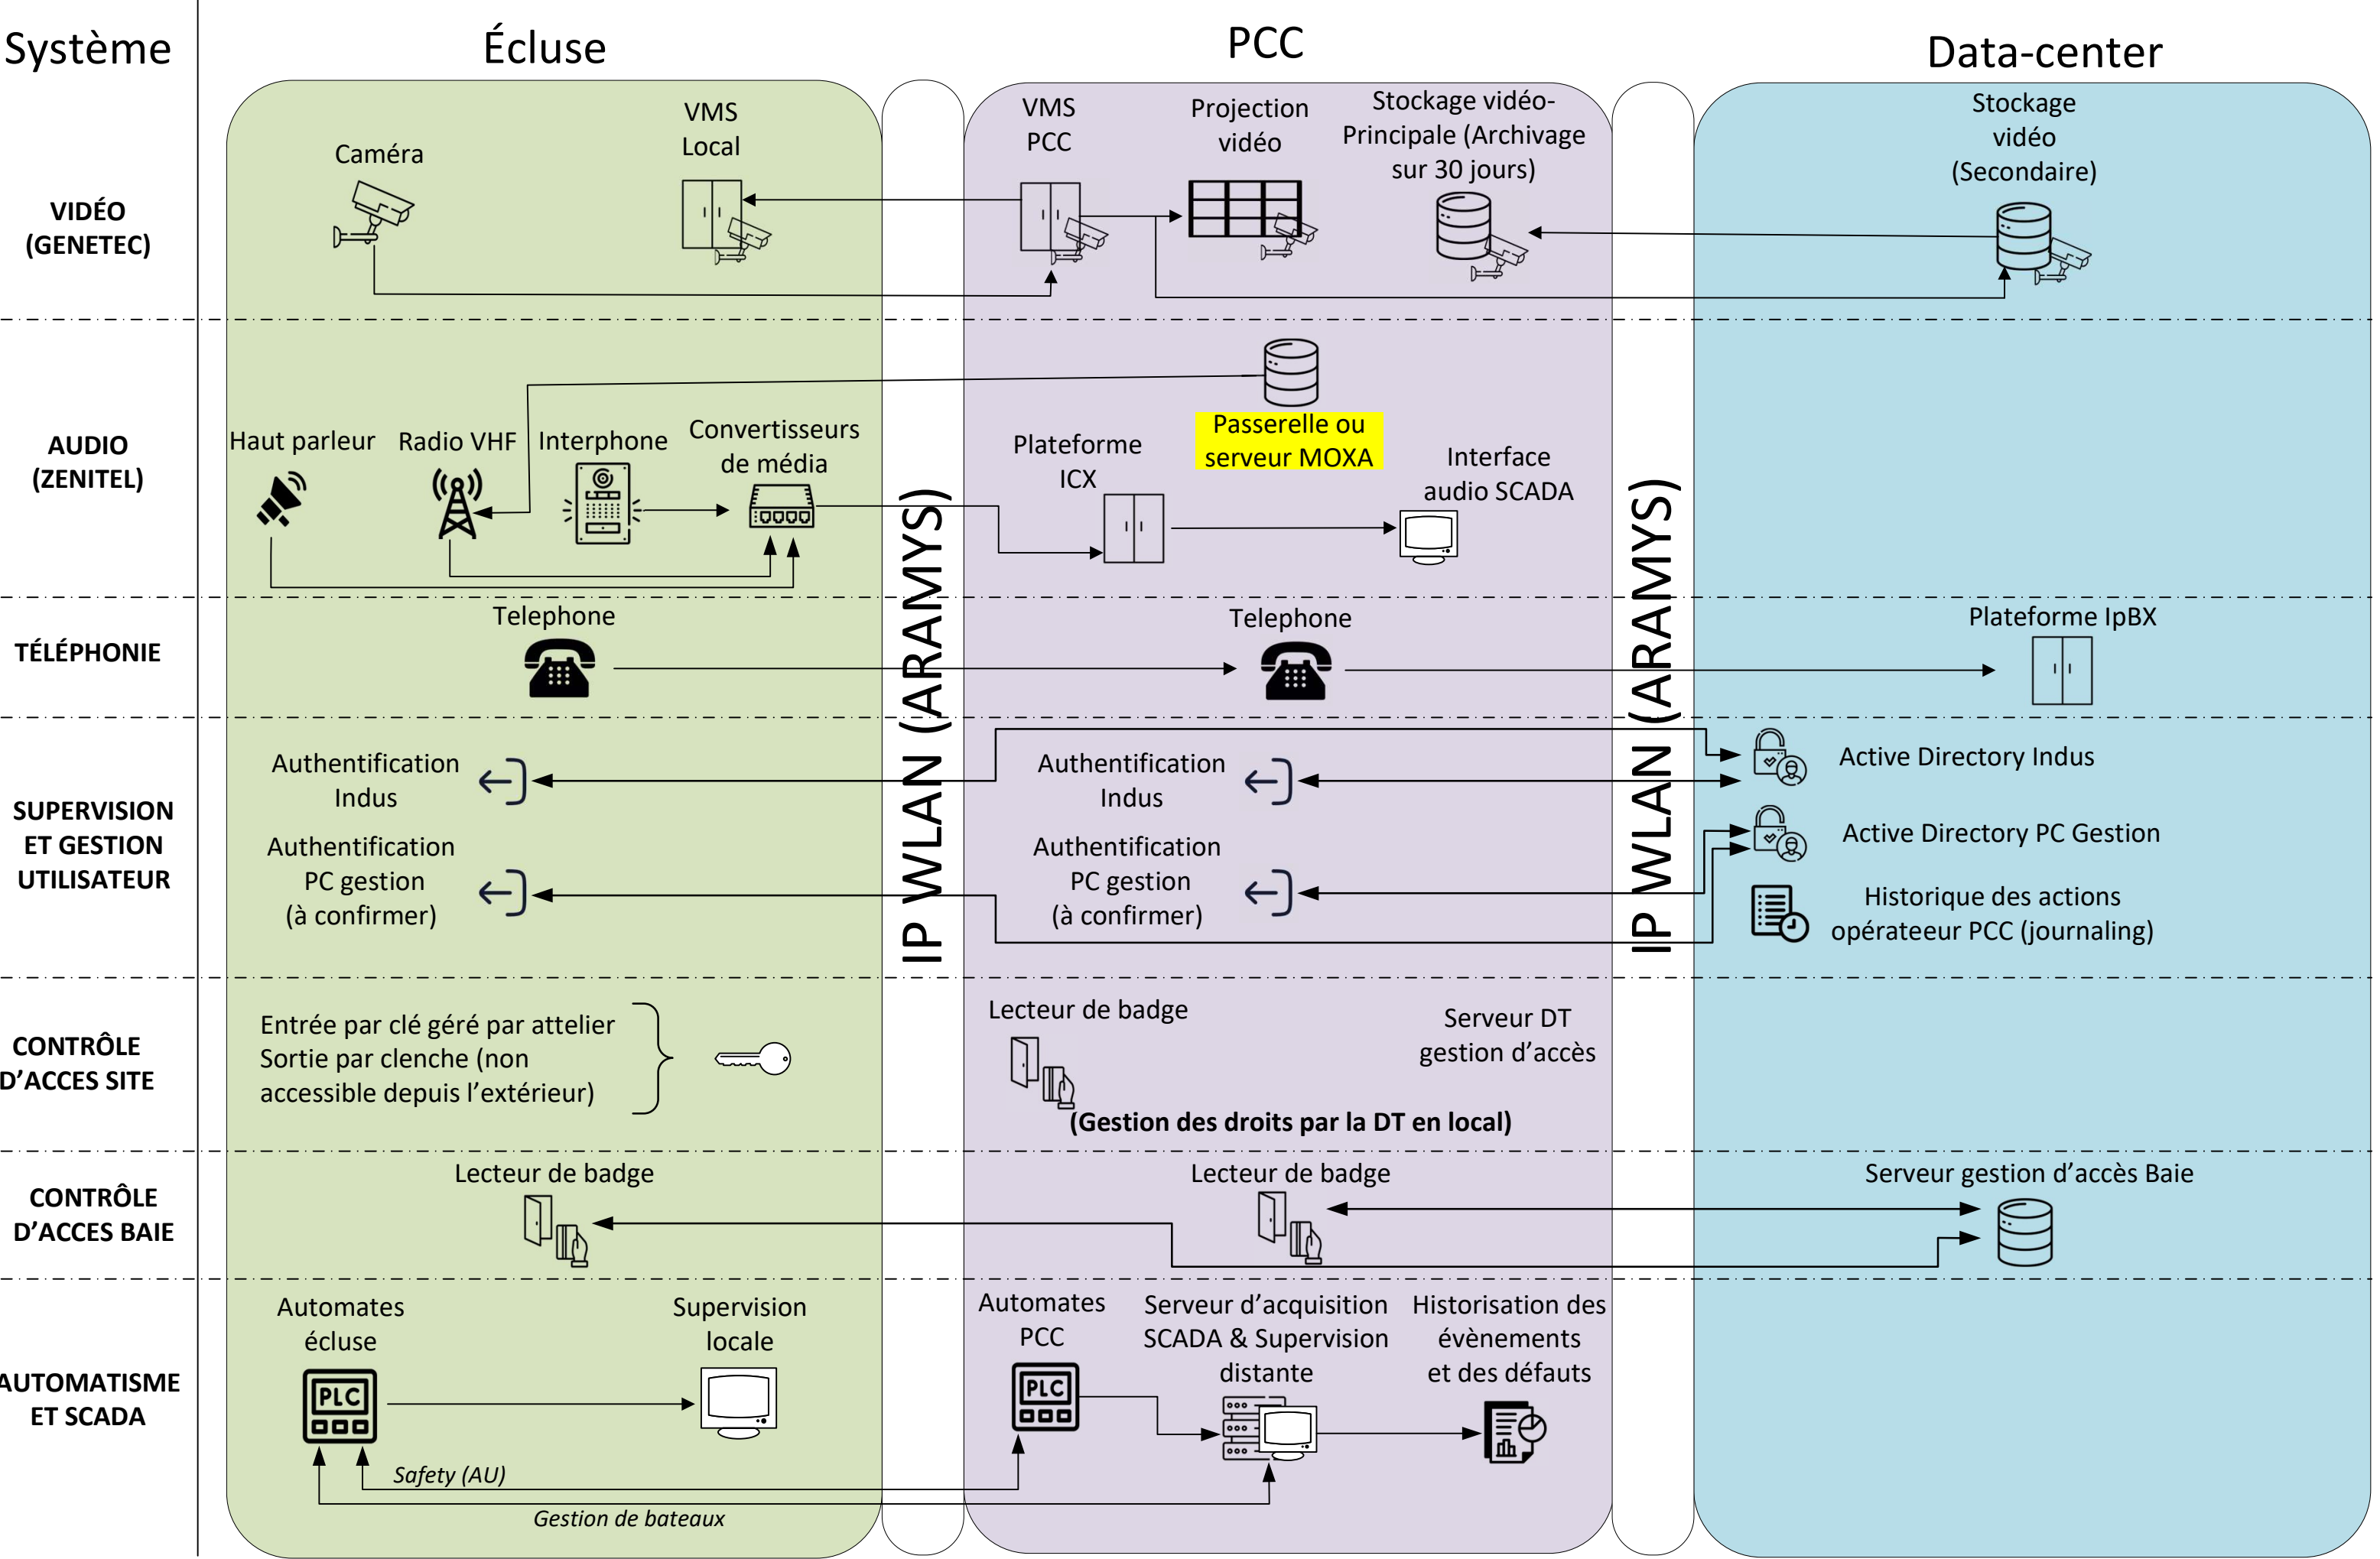 Système
Écluse
PCC
Data-center
VIDÉO
(GENETEC)
Caméra
VMS
Local
VMS
PCC
Projection
vidéo
Stockage vidéo-
Principale (Archivage
sur 30 jours)
Stockage
vidéo
(Secondaire)
AUDIO
(ZENITEL)
Haut parleur
Radio VHF
Interphone
Convertisseurs
de média
Plateforme
ICX
Passerelle ou
serveur MOXA
Interface
audio SCADA
IP WLAN (ARAMYS)
IP WLAN (ARAMYS)
TÉLÉPHONIE
Telephone
Telephone
Plateforme IpBX
SUPERVISION
ET GESTION
UTILISATEUR
Authentification
Indus
Authentification
PC gestion
(à confirmer)
Authentification
Indus
Authentification
PC gestion
(à confirmer)
Active Directory Indus
Active Directory PC Gestion
Historique des actions
opérateeur PCC (journaling)
CONTRÔLE
D'ACCES SITE
Entrée par clé géré par attelier
Sortie par clenche (non
accessible depuis l’extérieur)
Lecteur de badge
Serveur DT
gestion d’accès
(Gestion des droits par la DT en local)
CONTRÔLE
D’ACCES BAIE
Lecteur de badge
Lecteur de badge
Serveur gestion d’accès Baie
AUTOMATISME
ET SCADA
Automates
écluse
PLC
Supervision
locale
Automates
PCC
PLC
Serveur d’acquisition
SCADA & Supervision
distante
Historisation des
évènements
et des défauts
Safety (AU)
Gestion de bateaux